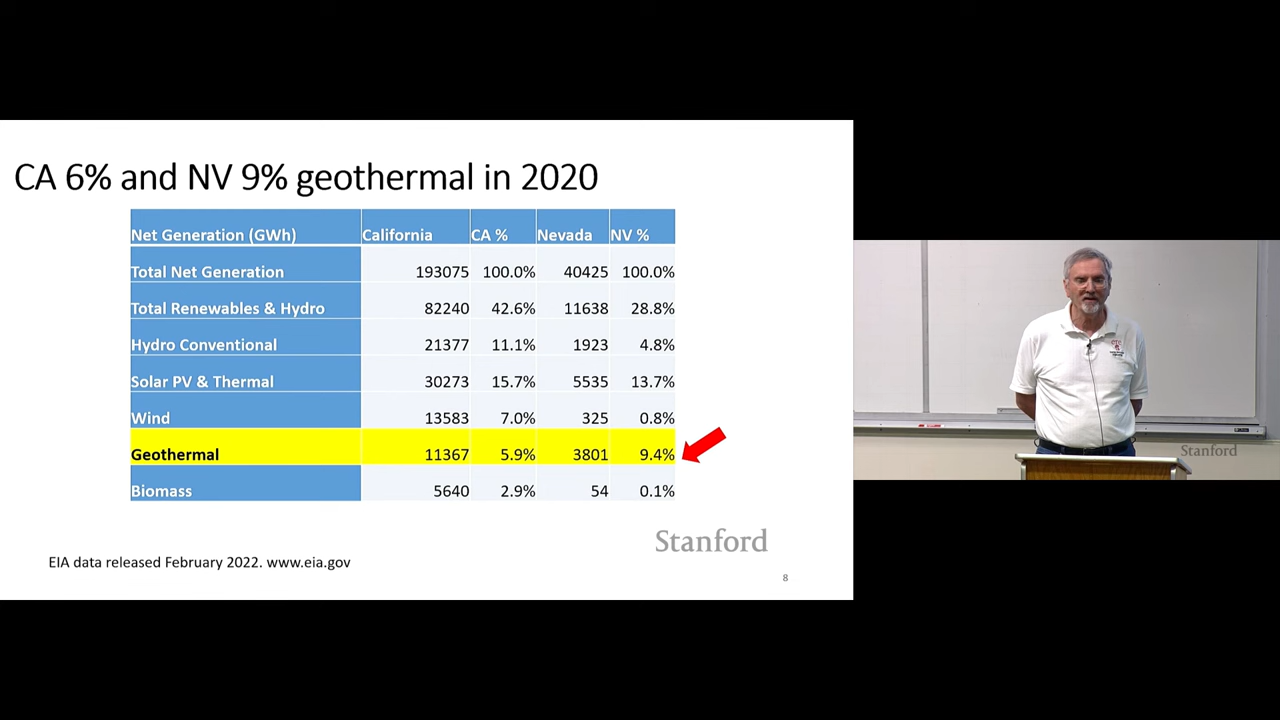 CA 6% and NV 9% geothermal in 2020
Net Generation (GWh) California CA % Nevada NV %
Total Net Generation 193075 100.0% 40425 100.0%
Total Renewables & Hydro 82240 42.6% 11638 28.8%
Hydro Conventional 21377 11.1% 1923 4.8%
Solar PV & Thermal 30273 15.7% 5535 13.7%
Wind 13583 7.0% 325 0.8%
Geothermal 11367 5.9% 3801 9.4%
Biomass 5640 2.9% 54 0.1%
Stanford
EIA data released February 2022. www.eia.gov
8
Stanford